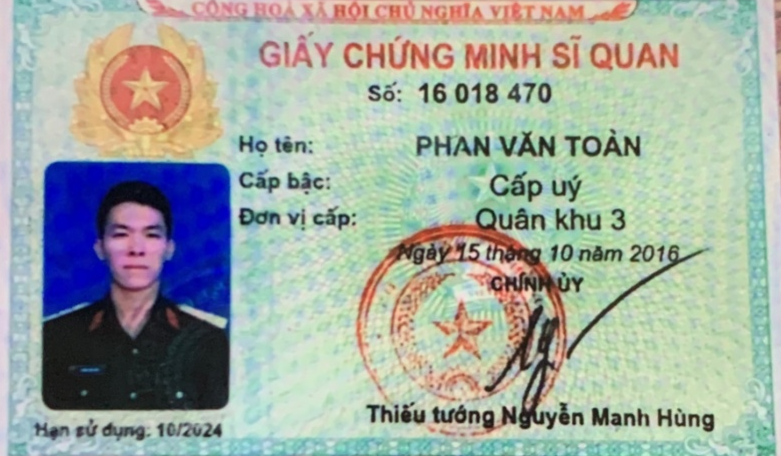 CỘNG HOÀ XÃ HỘI CHỦ NGHĨA VIỆT NAM
GIẤY CHỨNG MINH SĨ QUAN
Số: 16 018 470
Họ tên: PHAN VĂN TOÀN
Cấp bậc: Cấp uý
Đơn vị cấp: Quân khu 3
Ngày 15 tháng 10 năm 2016
CHÍNH ỦY
Thiếu tướng Nguyễn Mạnh Hùng
Hạn sử dụng: 10/2024